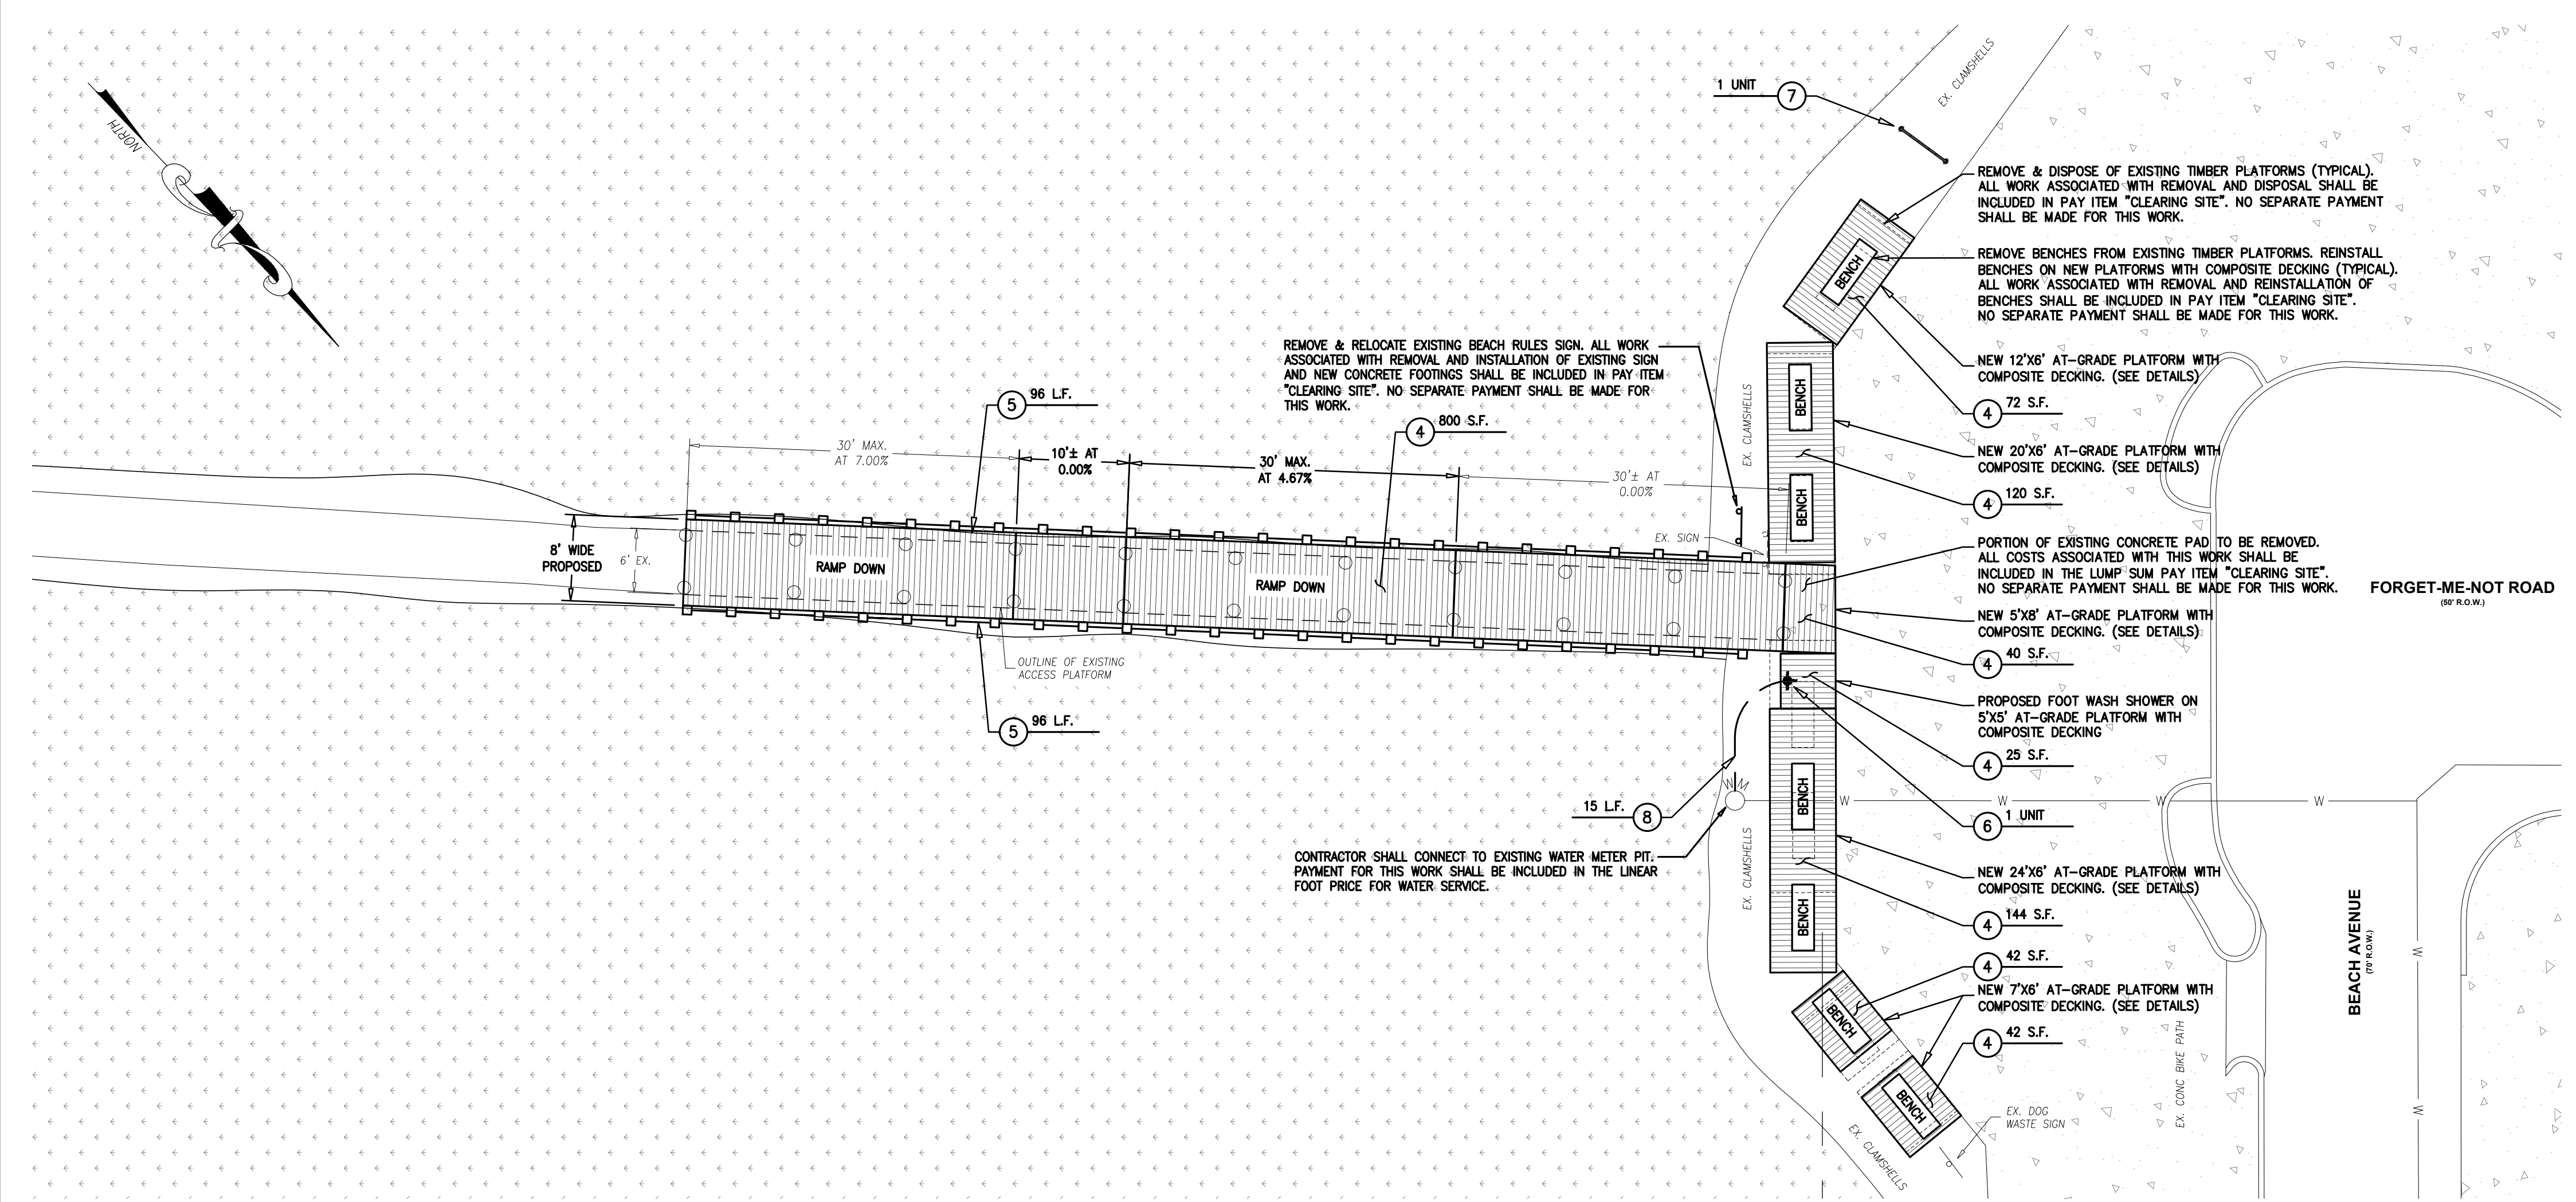 NORTH
1 UNIT
7
EX. CLAMSHELLS
REMOVE & DISPOSE OF EXISTING TIMBER PLATFORMS (TYPICAL).
ALL WORK ASSOCIATED WITH REMOVAL AND DISPOSAL SHALL BE
INCLUDED IN PAY ITEM "CLEARING SITE". NO SEPARATE PAYMENT
SHALL BE MADE FOR THIS WORK.
REMOVE BENCHES FROM EXISTING TIMBER PLATFORMS. REINSTALL
BENCHES ON NEW PLATFORMS WITH COMPOSITE DECKING (TYPICAL).
ALL WORK ASSOCIATED WITH REMOVAL AND REINSTALLATION OF
BENCHES SHALL BE INCLUDED IN PAY ITEM "CLEARING SITE".
NO SEPARATE PAYMENT SHALL BE MADE FOR THIS WORK.
BENCH
NEW 12'X6' AT-GRADE PLATFORM WITH
COMPOSITE DECKING. (SEE DETAILS)
4
72 S.F.
REMOVE & RELOCATE EXISTING BEACH RULES SIGN. ALL WORK
ASSOCIATED WITH REMOVAL AND INSTALLATION OF EXISTING SIGN
AND NEW CONCRETE FOOTINGS SHALL BE INCLUDED IN PAY ITEM
"CLEARING SITE". NO SEPARATE PAYMENT SHALL BE MADE FOR
THIS WORK.
5
96 L.F.
4
800 S.F.
EX. CLAMSHELLS
BENCH
BENCH
NEW 20'X6' AT-GRADE PLATFORM WITH
COMPOSITE DECKING. (SEE DETAILS)
4
120 S.F.
30' MAX.
AT 7.00%
10'± AT
0.00%
30' MAX.
AT 4.67%
30'± AT
0.00%
EX. SIGN
8' WIDE
PROPOSED
6' EX.
RAMP DOWN
RAMP DOWN
PORTION OF EXISTING CONCRETE PAD TO BE REMOVED.
ALL COSTS ASSOCIATED WITH THIS WORK SHALL BE
INCLUDED IN THE LUMP SUM PAY ITEM "CLEARING SITE".
NO SEPARATE PAYMENT SHALL BE MADE FOR THIS WORK.
FORGET-ME-NOT ROAD
(50' R.O.W.)
NEW 5'X8' AT-GRADE PLATFORM WITH
COMPOSITE DECKING. (SEE DETAILS)
4
40 S.F.
OUTLINE OF EXISTING
ACCESS PLATFORM
5
96 L.F.
PROPOSED FOOT WASH SHOWER ON
5'X5' AT-GRADE PLATFORM WITH
COMPOSITE DECKING
4
25 S.F.
WM
W
W
W
W
15 L.F.
8
6
1 UNIT
CONTRACTOR SHALL CONNECT TO EXISTING WATER METER PIT.
PAYMENT FOR THIS WORK SHALL BE INCLUDED IN THE LINEAR
FOOT PRICE FOR WATER SERVICE.
EX. CLAMSHELLS
BENCH
BENCH
NEW 24'X6' AT-GRADE PLATFORM WITH
COMPOSITE DECKING. (SEE DETAILS)
4
144 S.F.
4
42 S.F.
NEW 7'X6' AT-GRADE PLATFORM WITH
COMPOSITE DECKING. (SEE DETAILS)
4
42 S.F.
BENCH
BENCH
EX. DOG
WASTE SIGN
EX. CLAMSHELLS
EX. CONC BIKE PATH
BEACH AVENUE
(70' R.O.W.)
W
W